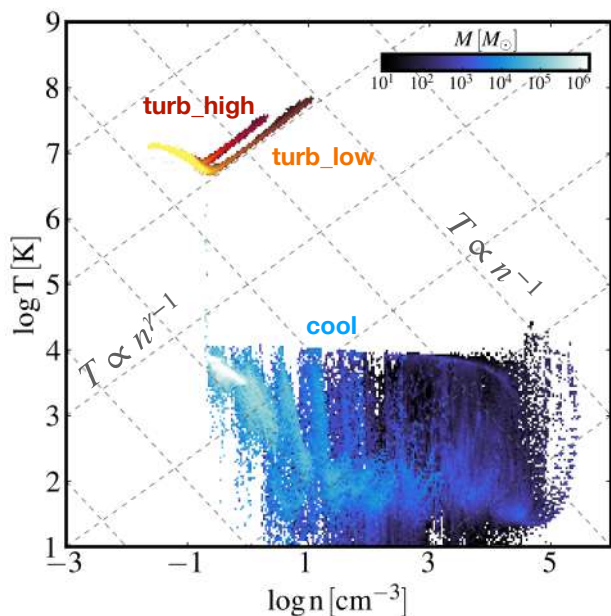 M [M⊙]
10¹ 10² 10³ 10⁴ 10⁵ 10⁶
turb_high
turb_low
cool
T ∝ n⁻¹
T ∝ n^{γ−1}
log T [K]
9
8
7
6
5
4
3
2
1
−3 −1 1 3 5
log n [cm⁻³]